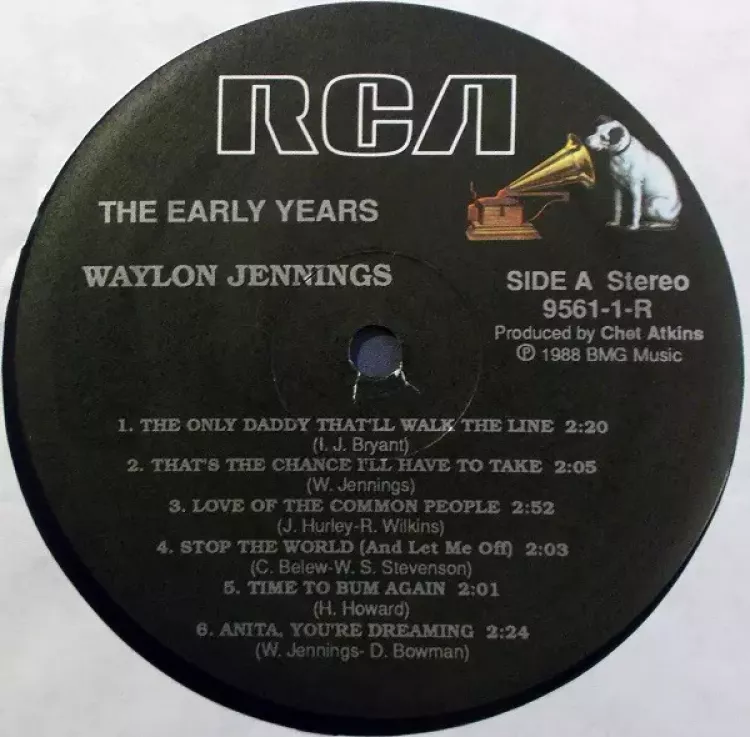 RCA
THE EARLY YEARS
WAYLON JENNINGS
SIDE A Stereo
9561-1-R
Produced by Chet Atkins
℗ 1988 BMG Music
1. THE ONLY DADDY THAT'LL WALK THE LINE 2:20
(I. J. Bryant)
2. THAT'S THE CHANCE I'LL HAVE TO TAKE 2:05
(W. Jennings)
3. LOVE OF THE COMMON PEOPLE 2:52
(J. Hurley-R. Wilkins)
4. STOP THE WORLD (And Let Me Off) 2:03
(C. Belew-W. S. Stevenson)
5. TIME TO BUM AGAIN 2:01
(H. Howard)
6. ANITA, YOU'RE DREAMING 2:24
(W. Jennings- D. Bowman)